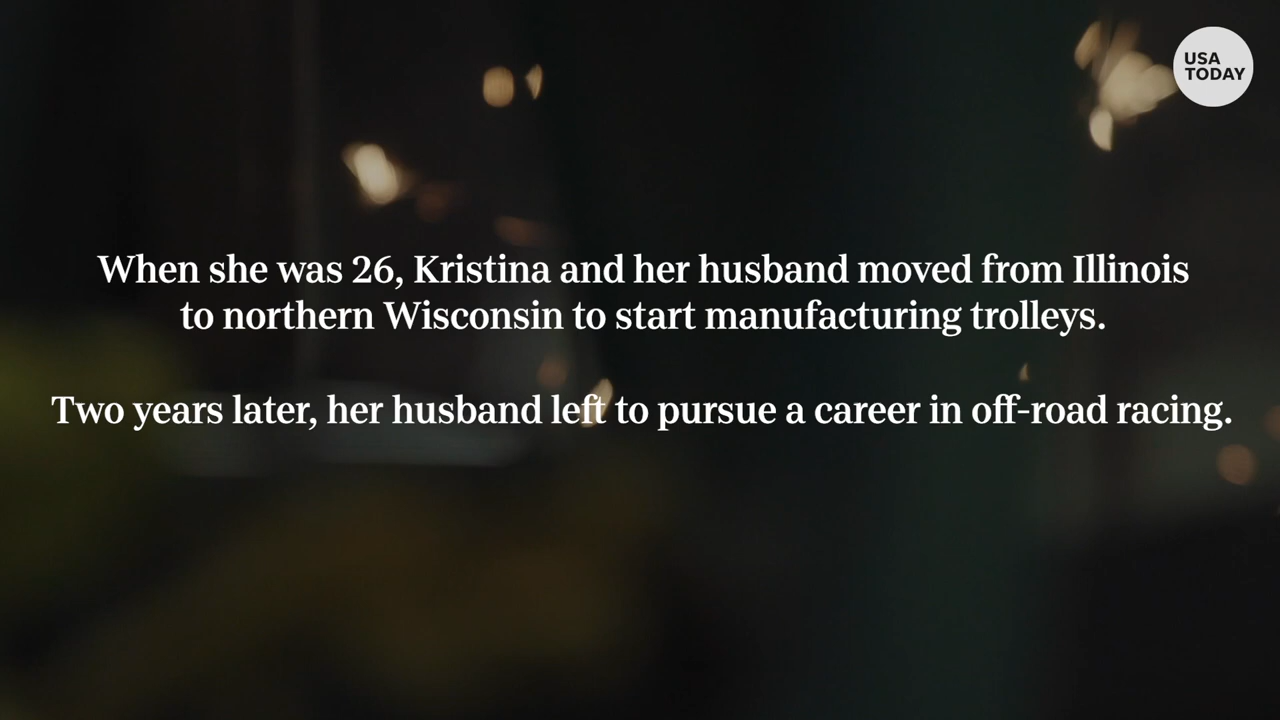 USA
TODAY
When she was 26, Kristina and her husband moved from Illinois
to northern Wisconsin to start manufacturing trolleys.
Two years later, her husband left to pursue a career in off-road racing.